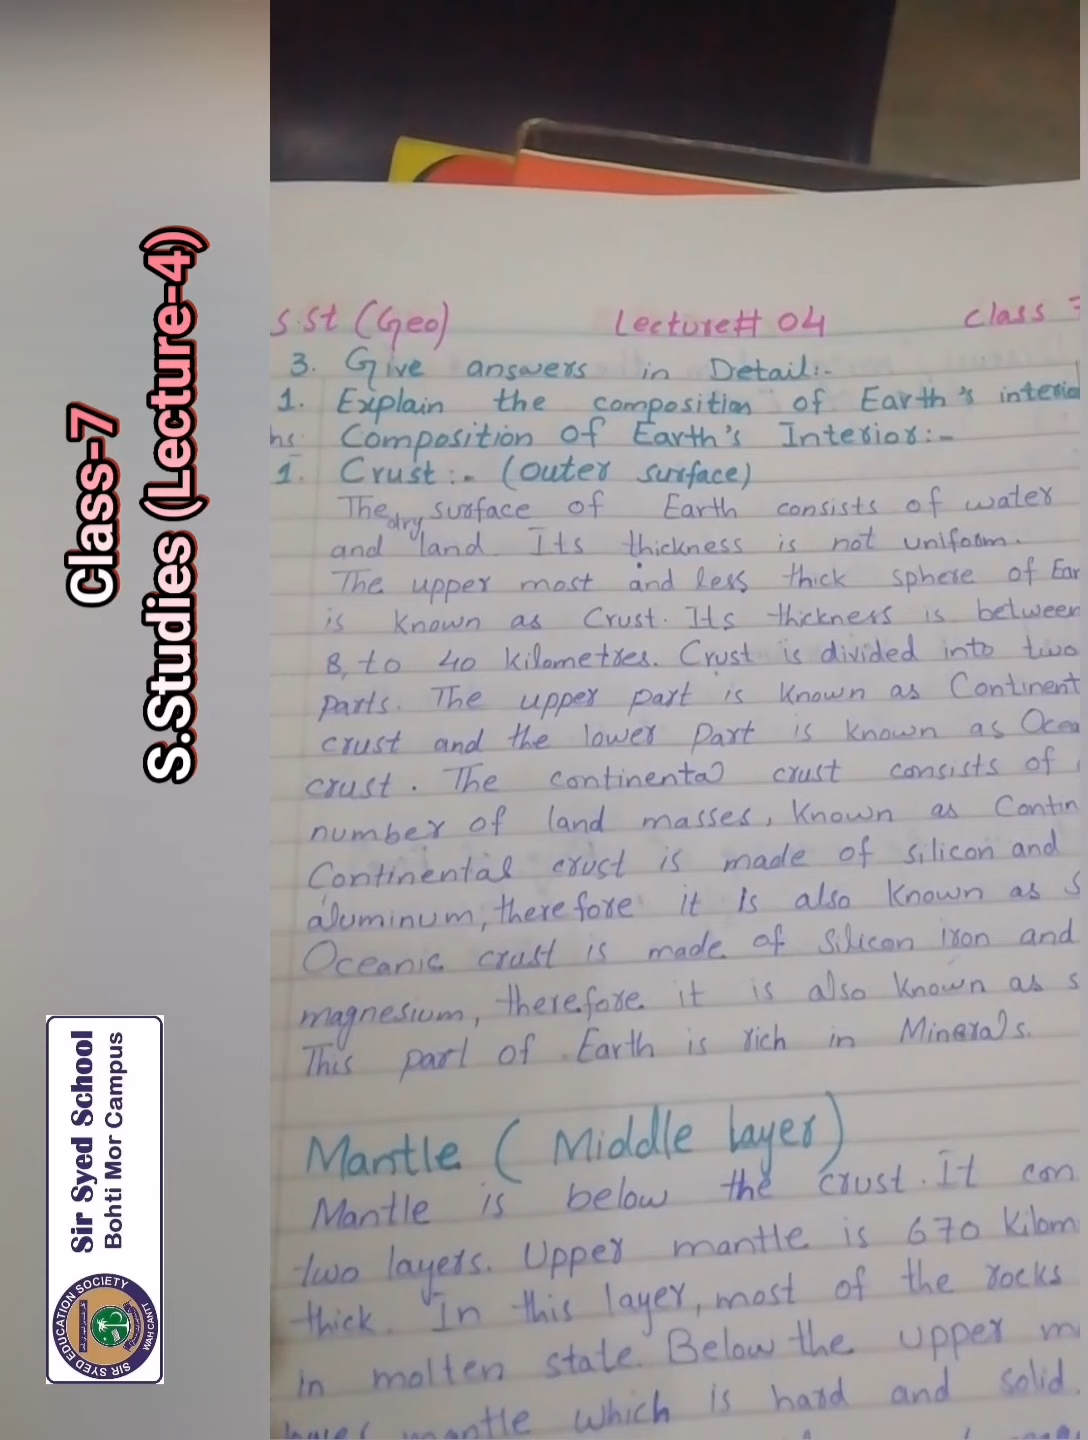 Class-7
S.Studies (Lecture-4)
Sir Syed School
Bohti Mor Campus
SIR SYED EDUCATION SOCIETY
WAH CANTT
S.St (Geo) Lecture# 04 Class
3. Give answers in Detail:-
1. Explain the composition of Earth's interio
ns: Composition of Earth's Interior:-
1. Crust:- (outer surface)
The dry surface of Earth consists of water
and land. Its thickness is not uniform.
The upper most and less thick sphere of Ear
is known as Crust. Its thickness is between
8, to 40 kilometres. Crust is divided into two
parts. The upper part is known as Continent
crust and the lower part is known as Ocea
crust. The continental crust consists of
number of land masses, known as Contin
Continental crust is made of silicon and
aluminum, therefore it is also known as S
Oceanic crust is made of silicon iron and
magnesium, therefore it is also known as s
This part of Earth is rich in Minerals.
Mantle ( Middle layer)
Mantle is below the crust. It con
two layers. Upper mantle is 670 Kilom
thick. In this layer, most of the rocks
in molten state. Below the upper m
mantle which is hard and solid.